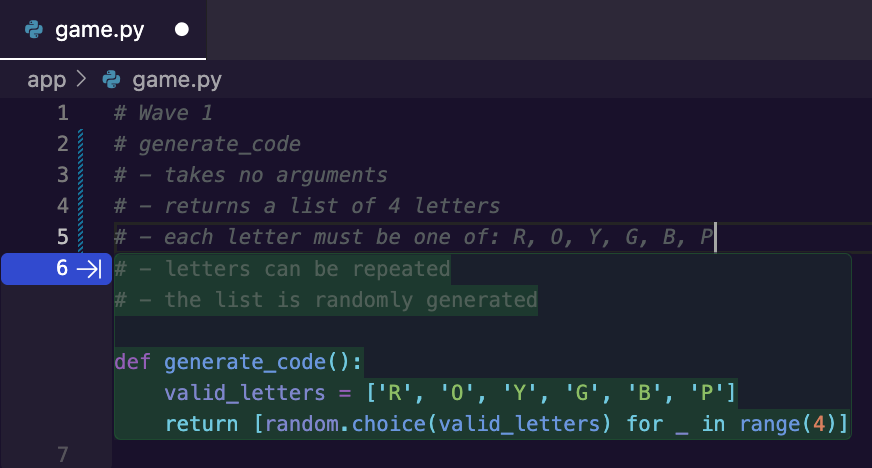 game.py
app > game.py
1 # Wave 1
2 # generate_code
3 # - takes no arguments
4 # - returns a list of 4 letters
5 # - each letter must be one of: R, O, Y, G, B, P
6 # - letters can be repeated
# - the list is randomly generated
def generate_code():
    valid_letters = ['R', 'O', 'Y', 'G', 'B', 'P']
    return [random.choice(valid_letters) for _ in range(4)]
7